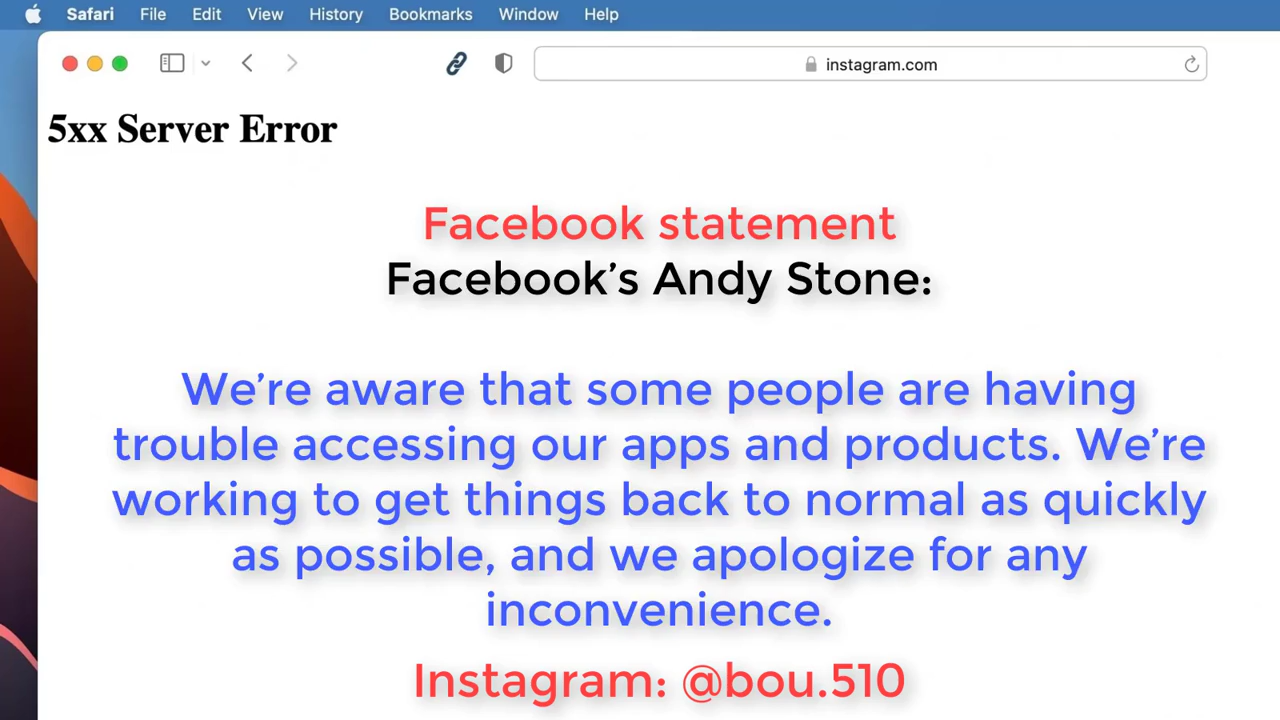 Safari File Edit View History Bookmarks Window Help
instagram.com
5xx Server Error
Facebook statement
Facebook’s Andy Stone:
We’re aware that some people are having
trouble accessing our apps and products. We’re
working to get things back to normal as quickly
as possible, and we apologize for any
inconvenience.
Instagram: @bou.510